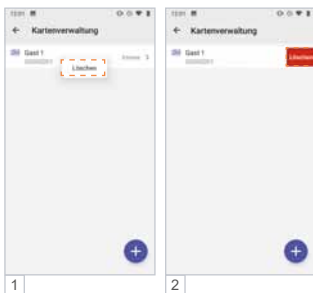 Kartenverwaltung
Gast 1
Löschen
1
Kartenverwaltung
Gast 1
Löschen
2